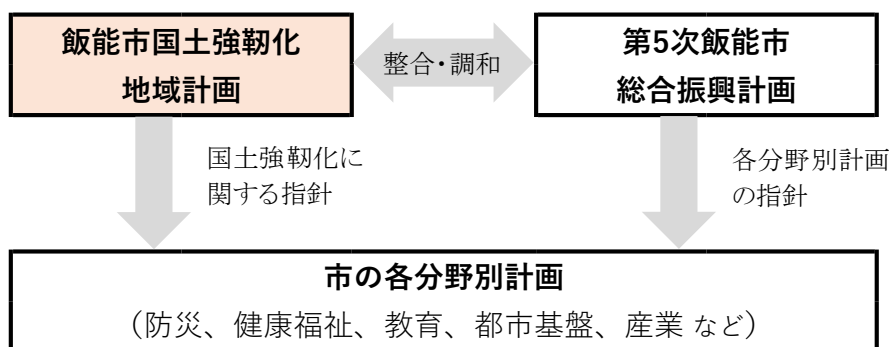 飯能市国土強靭化
地域計画
整合・調和
第5次飯能市
総合振興計画
国土強靭化に
関する指針
各分野別計画
の指針
市の各分野別計画
（防災、健康福祉、教育、都市基盤、産業 など）